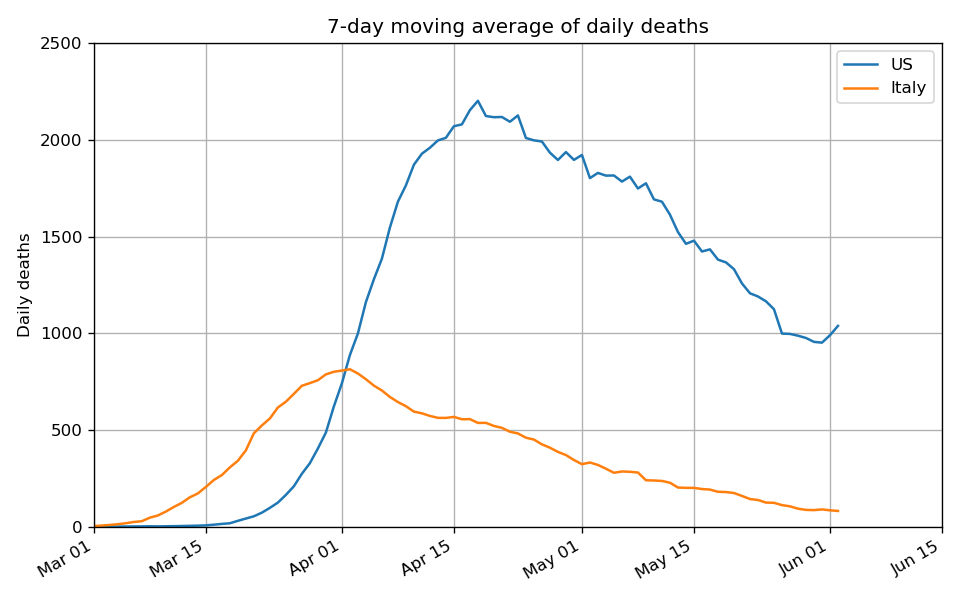 7-day moving average of daily deaths
2500
2000
1500
1000
500
0
Daily deaths
US
Italy
Mar 01
Mar 15
Apr 01
Apr 15
May 01
May 15
Jun 01
Jun 15